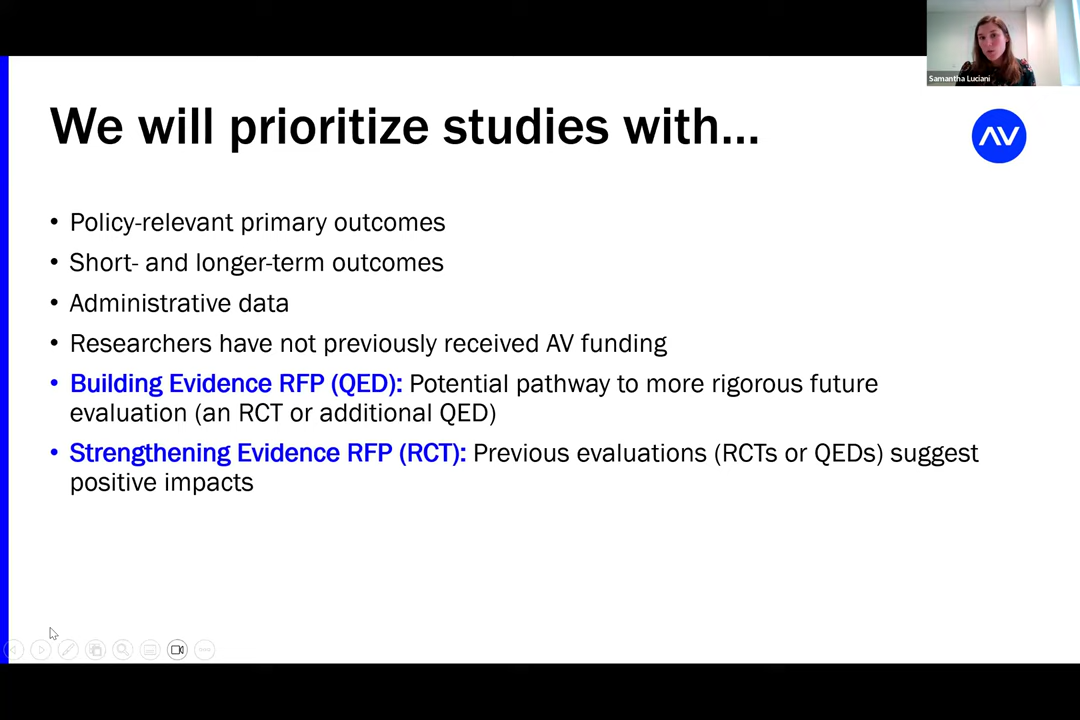 Samantha Luciani
We will prioritize studies with...
AV
• Policy-relevant primary outcomes
• Short- and longer-term outcomes
• Administrative data
• Researchers have not previously received AV funding
• Building Evidence RFP (QED): Potential pathway to more rigorous future
evaluation (an RCT or additional QED)
• Strengthening Evidence RFP (RCT): Previous evaluations (RCTs or QEDs) suggest
positive impacts